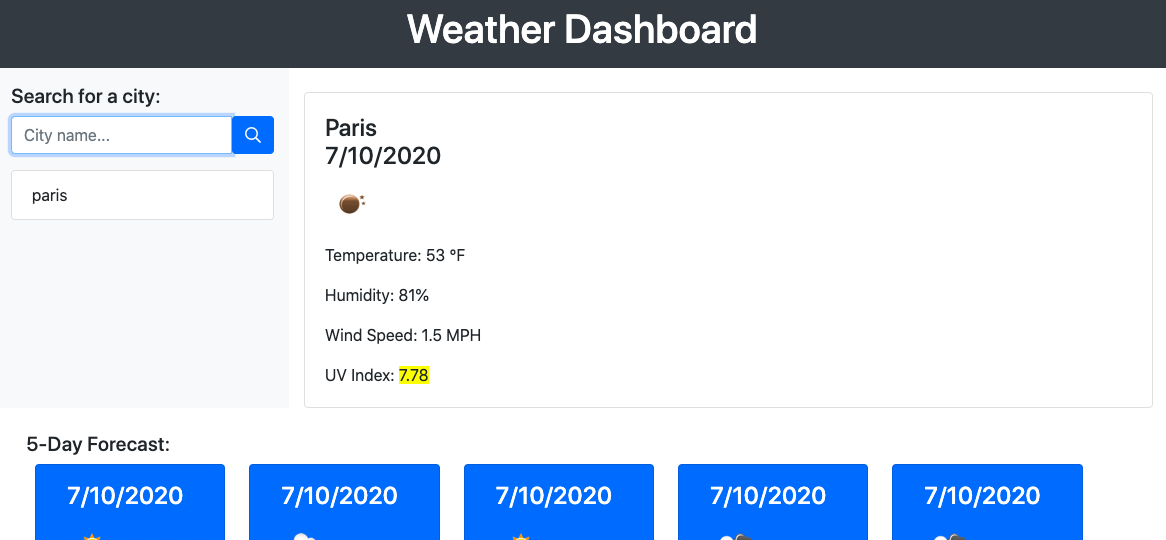 Weather Dashboard
Search for a city:
City name...
paris
Paris
7/10/2020
Temperature: 53 °F
Humidity: 81%
Wind Speed: 1.5 MPH
UV Index: 7.78
5-Day Forecast:
7/10/2020 7/10/2020 7/10/2020 7/10/2020 7/10/2020